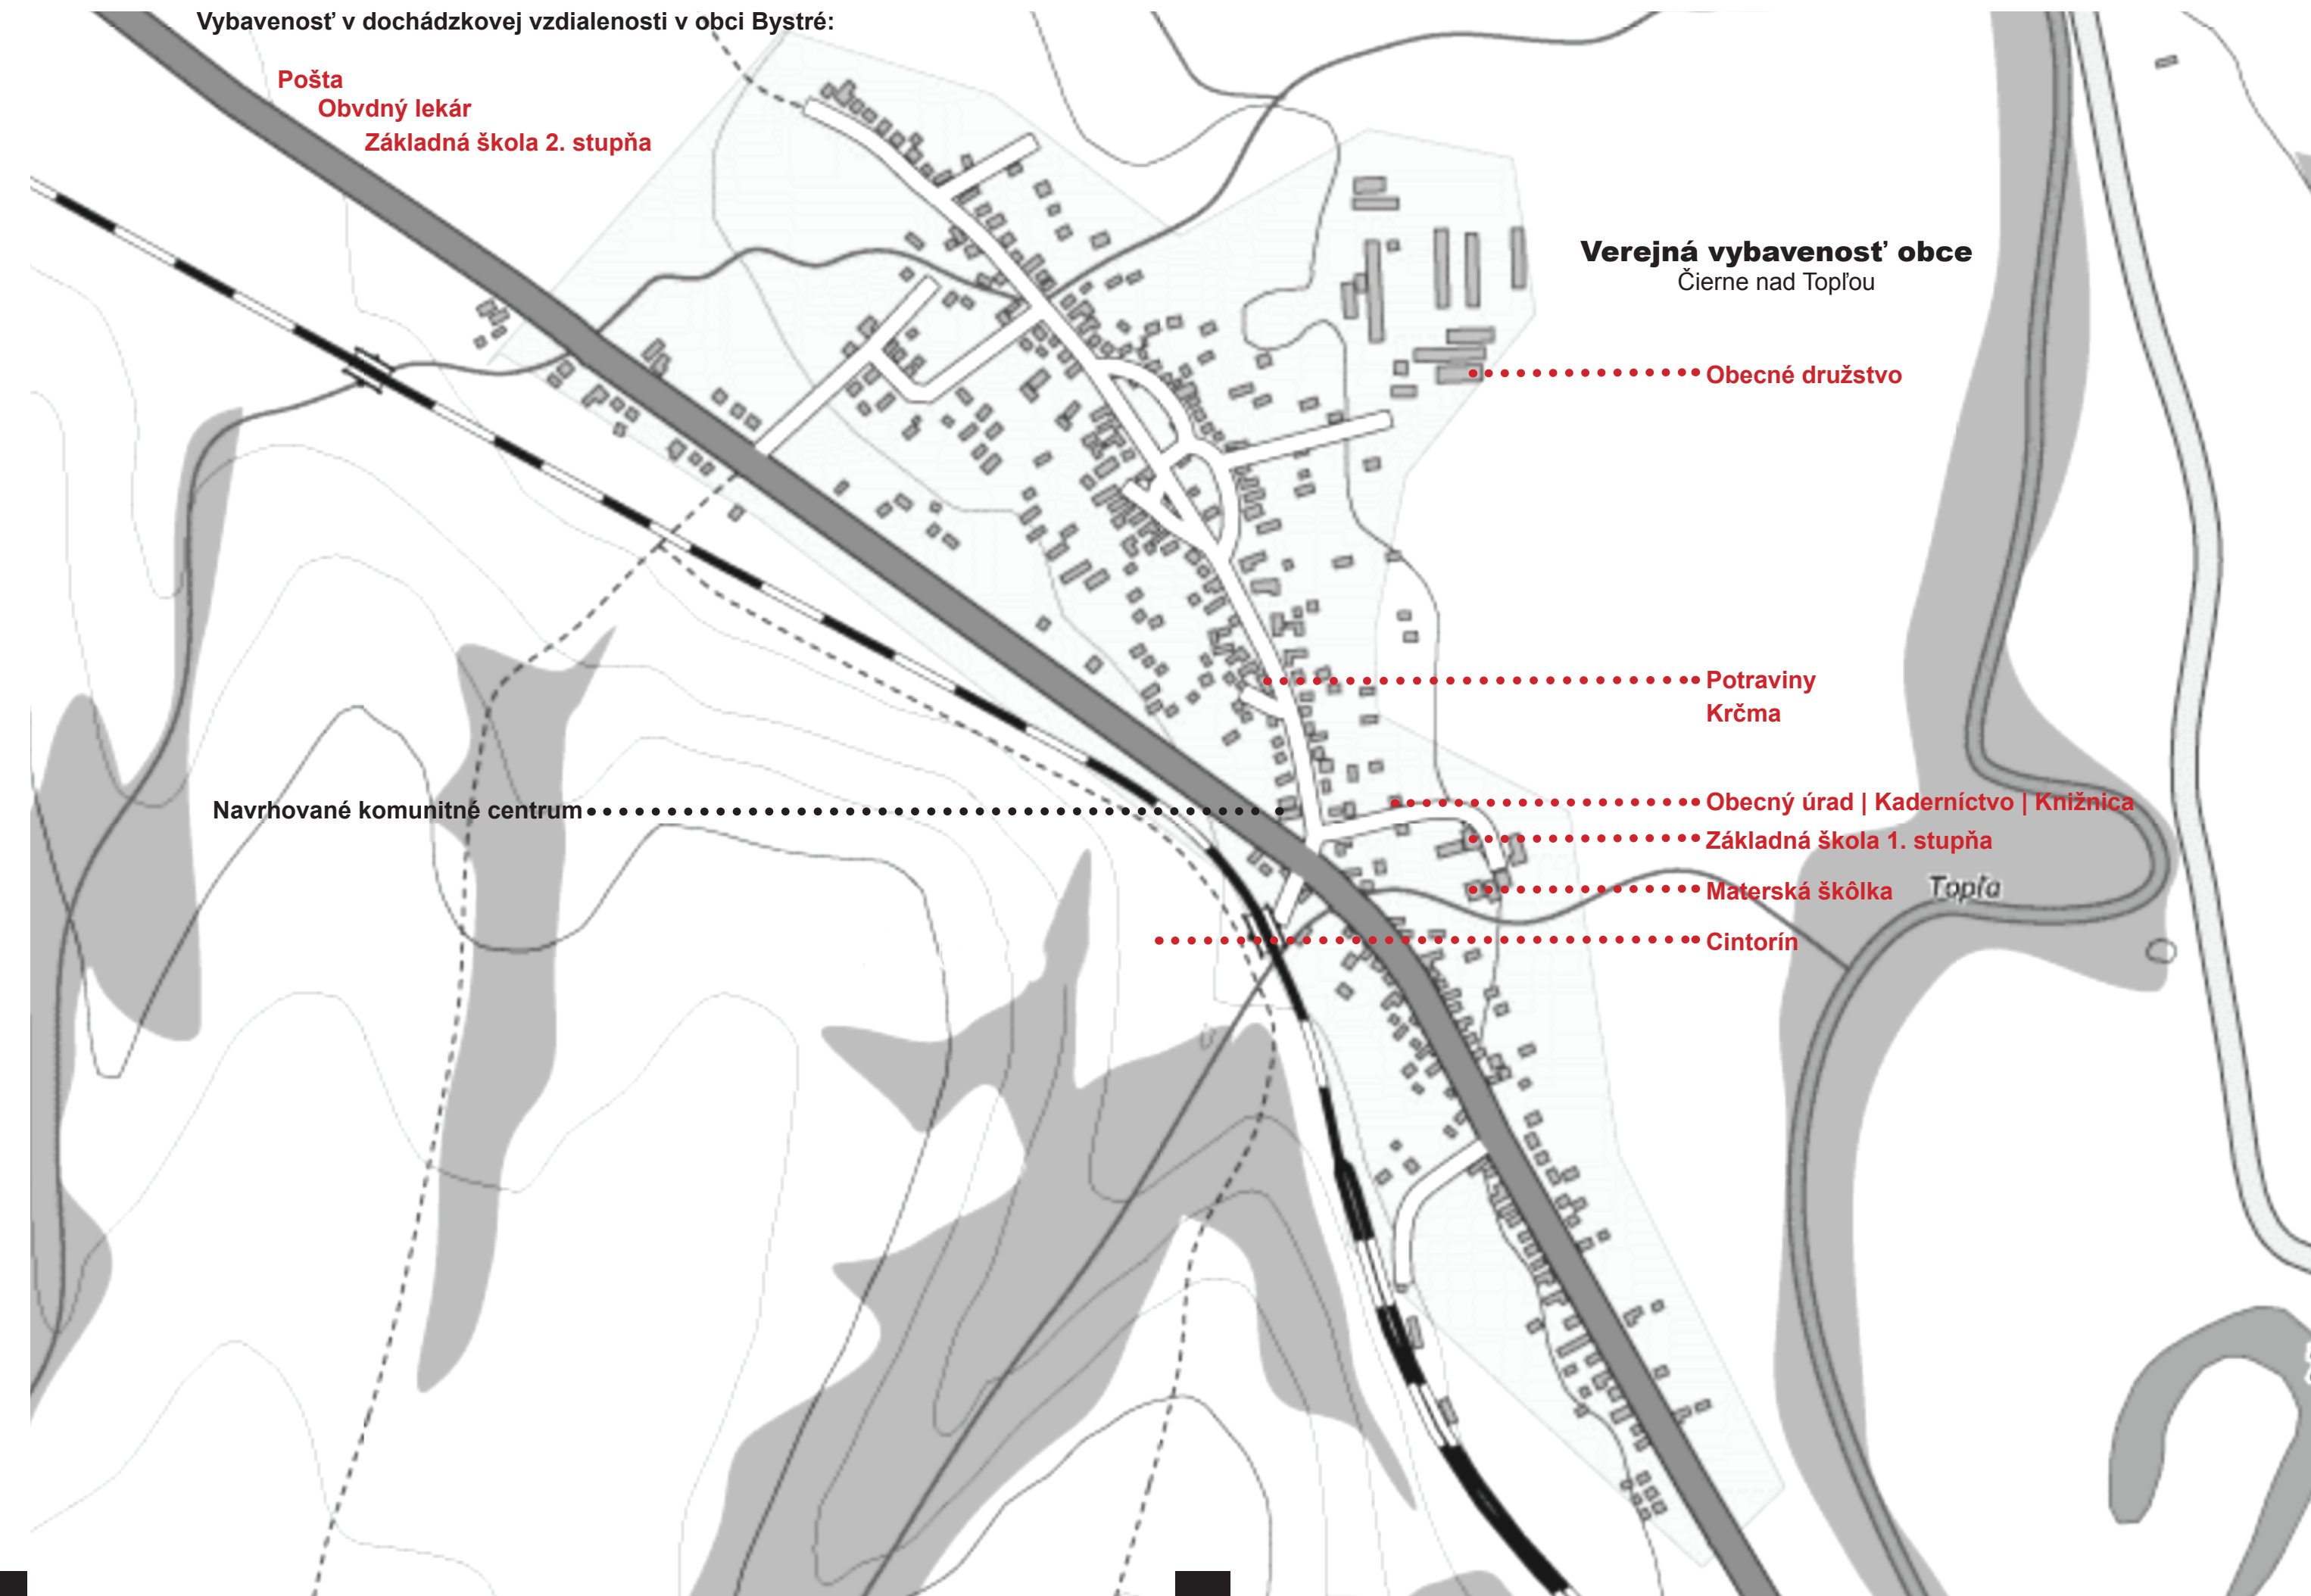 Vybavenosť v dochádzkovej vzdialenosti v obci Bystré:
Pošta
Obvdný lekár
Základná škola 2. stupňa
Verejná vybavenosť obce
Čierne nad Topľou
Obecné družstvo
Potraviny
Krčma
Navrhované komunitné centrum
Obecný úrad | Kaderníctvo | Knižnica
Základná škola 1. stupňa
Materská škôlka
Topľa
Cintorín